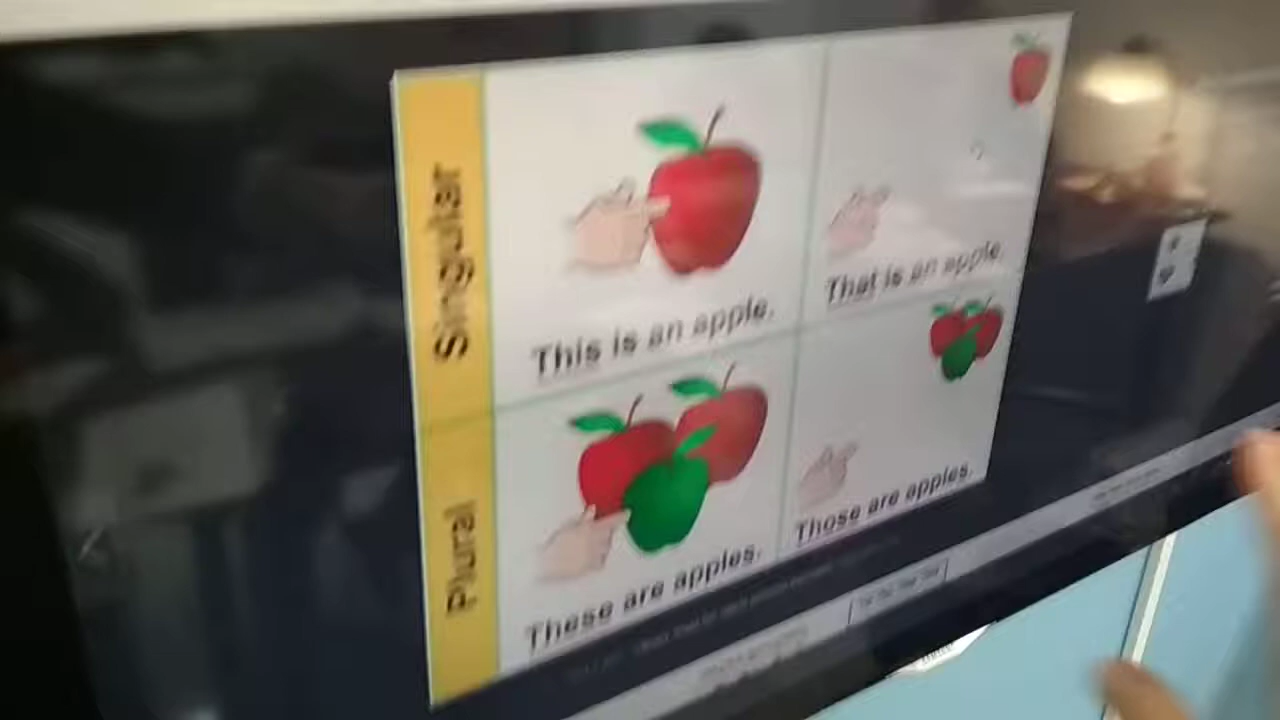 Singular
This is an apple.
That is an apple.
Plural
These are apples.
Those are apples.